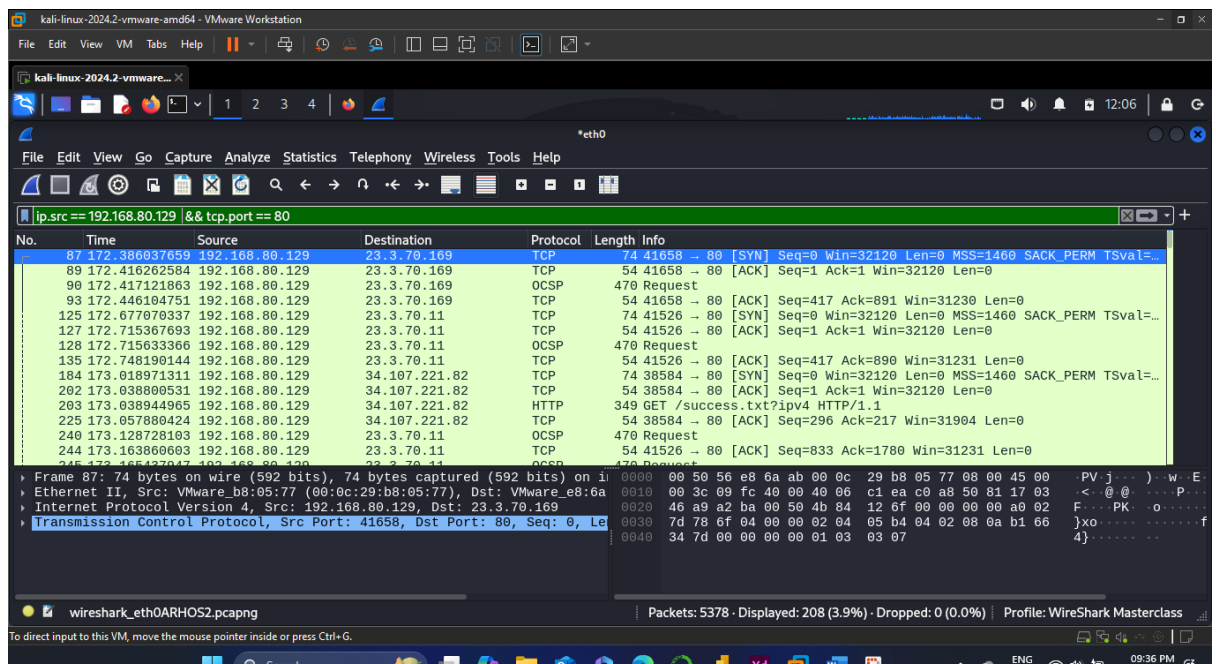 kali-linux-2024.2-vmware-amd64 - VMware Workstation
File Edit View VM Tabs Help
kali-linux-2024.2-vmware...
1 2 3 4 12:06
*eth0
File Edit View Go Capture Analyze Statistics Telephony Wireless Tools Help
ip.src == 192.168.80.129 && tcp.port == 80
No. Time Source Destination Protocol Length Info
87 172.386037659 192.168.80.129 23.3.70.169 TCP 74 41658 → 80 [SYN] Seq=0 Win=32120 Len=0 MSS=1460 SACK_PERM TSval=…
89 172.416262584 192.168.80.129 23.3.70.169 TCP 54 41658 → 80 [ACK] Seq=1 Ack=1 Win=32120 Len=0
90 172.417121863 192.168.80.129 23.3.70.169 OCSP 470 Request
93 172.446104751 192.168.80.129 23.3.70.169 TCP 54 41658 → 80 [ACK] Seq=417 Ack=891 Win=31230 Len=0
125 172.677070337 192.168.80.129 23.3.70.11 TCP 74 41526 → 80 [SYN] Seq=0 Win=32120 Len=0 MSS=1460 SACK_PERM TSval=…
127 172.715367693 192.168.80.129 23.3.70.11 TCP 54 41526 → 80 [ACK] Seq=1 Ack=1 Win=32120 Len=0
128 172.715633366 192.168.80.129 23.3.70.11 OCSP 470 Request
135 172.748190144 192.168.80.129 23.3.70.11 TCP 54 41526 → 80 [ACK] Seq=417 Ack=890 Win=31231 Len=0
184 173.018971311 192.168.80.129 34.107.221.82 TCP 74 38584 → 80 [SYN] Seq=0 Win=32120 Len=0 MSS=1460 SACK_PERM TSval=…
202 173.038800531 192.168.80.129 34.107.221.82 TCP 54 38584 → 80 [ACK] Seq=1 Ack=1 Win=32120 Len=0
203 173.038944965 192.168.80.129 34.107.221.82 HTTP 349 GET /success.txt?ipv4 HTTP/1.1
225 173.057880424 192.168.80.129 34.107.221.82 TCP 54 38584 → 80 [ACK] Seq=296 Ack=217 Win=31904 Len=0
240 173.128728103 192.168.80.129 23.3.70.11 OCSP 470 Request
244 173.163860603 192.168.80.129 23.3.70.11 TCP 54 41526 → 80 [ACK] Seq=833 Ack=1780 Win=31231 Len=0
Frame 87: 74 bytes on wire (592 bits), 74 bytes captured (592 bits) on i 0000 00 50 56 e8 6a ab 00 0c 29 b8 05 77 08 00 45 00 ·PV·j··· )··w··E·
Ethernet II, Src: VMware_b8:05:77 (00:0c:29:b8:05:77), Dst: VMware_e8:6a 0010 00 3c 09 fc 40 00 40 06 c1 ea c0 a8 50 81 17 03 ·<··@·@· ····P···
Internet Protocol Version 4, Src: 192.168.80.129, Dst: 23.3.70.169 0020 46 a9 a2 ba 00 50 4b 84 12 6f 00 00 00 00 a0 02 F····PK· ·o······
Transmission Control Protocol, Src Port: 41658, Dst Port: 80, Seq: 0, Le 0030 7d 78 6f 04 00 00 02 04 05 b4 04 02 08 0a b1 66 }xo····· ·······f
0040 34 7d 00 00 00 00 01 03 03 07 4}······ ··
wireshark_eth0ARHOS2.pcapng Packets: 5378 · Displayed: 208 (3.9%) · Dropped: 0 (0.0%) Profile: WireShark Masterclass
To direct input to this VM, move the mouse pointer inside or press Ctrl+G.
ENG 09:36 PM